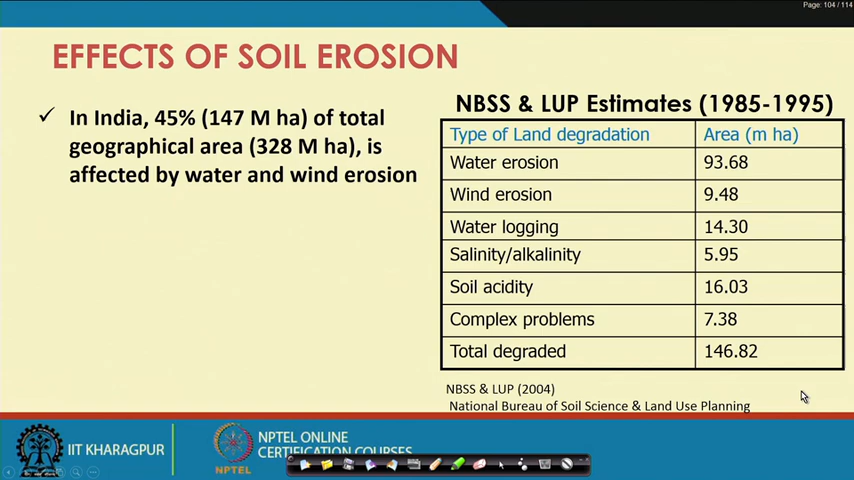 Page: 104 / 114
EFFECTS OF SOIL EROSION
✓ In India, 45% (147 M ha) of total
geographical area (328 M ha), is
affected by water and wind erosion
NBSS & LUP Estimates (1985-1995)
Type of Land degradation Area (m ha)
Water erosion 93.68
Wind erosion 9.48
Water logging 14.30
Salinity/alkalinity 5.95
Soil acidity 16.03
Complex problems 7.38
Total degraded 146.82
NBSS & LUP (2004)
National Bureau of Soil Science & Land Use Planning
IIT KHARAGPUR
NPTEL
NPTEL ONLINE
CERTIFICATION COURSES